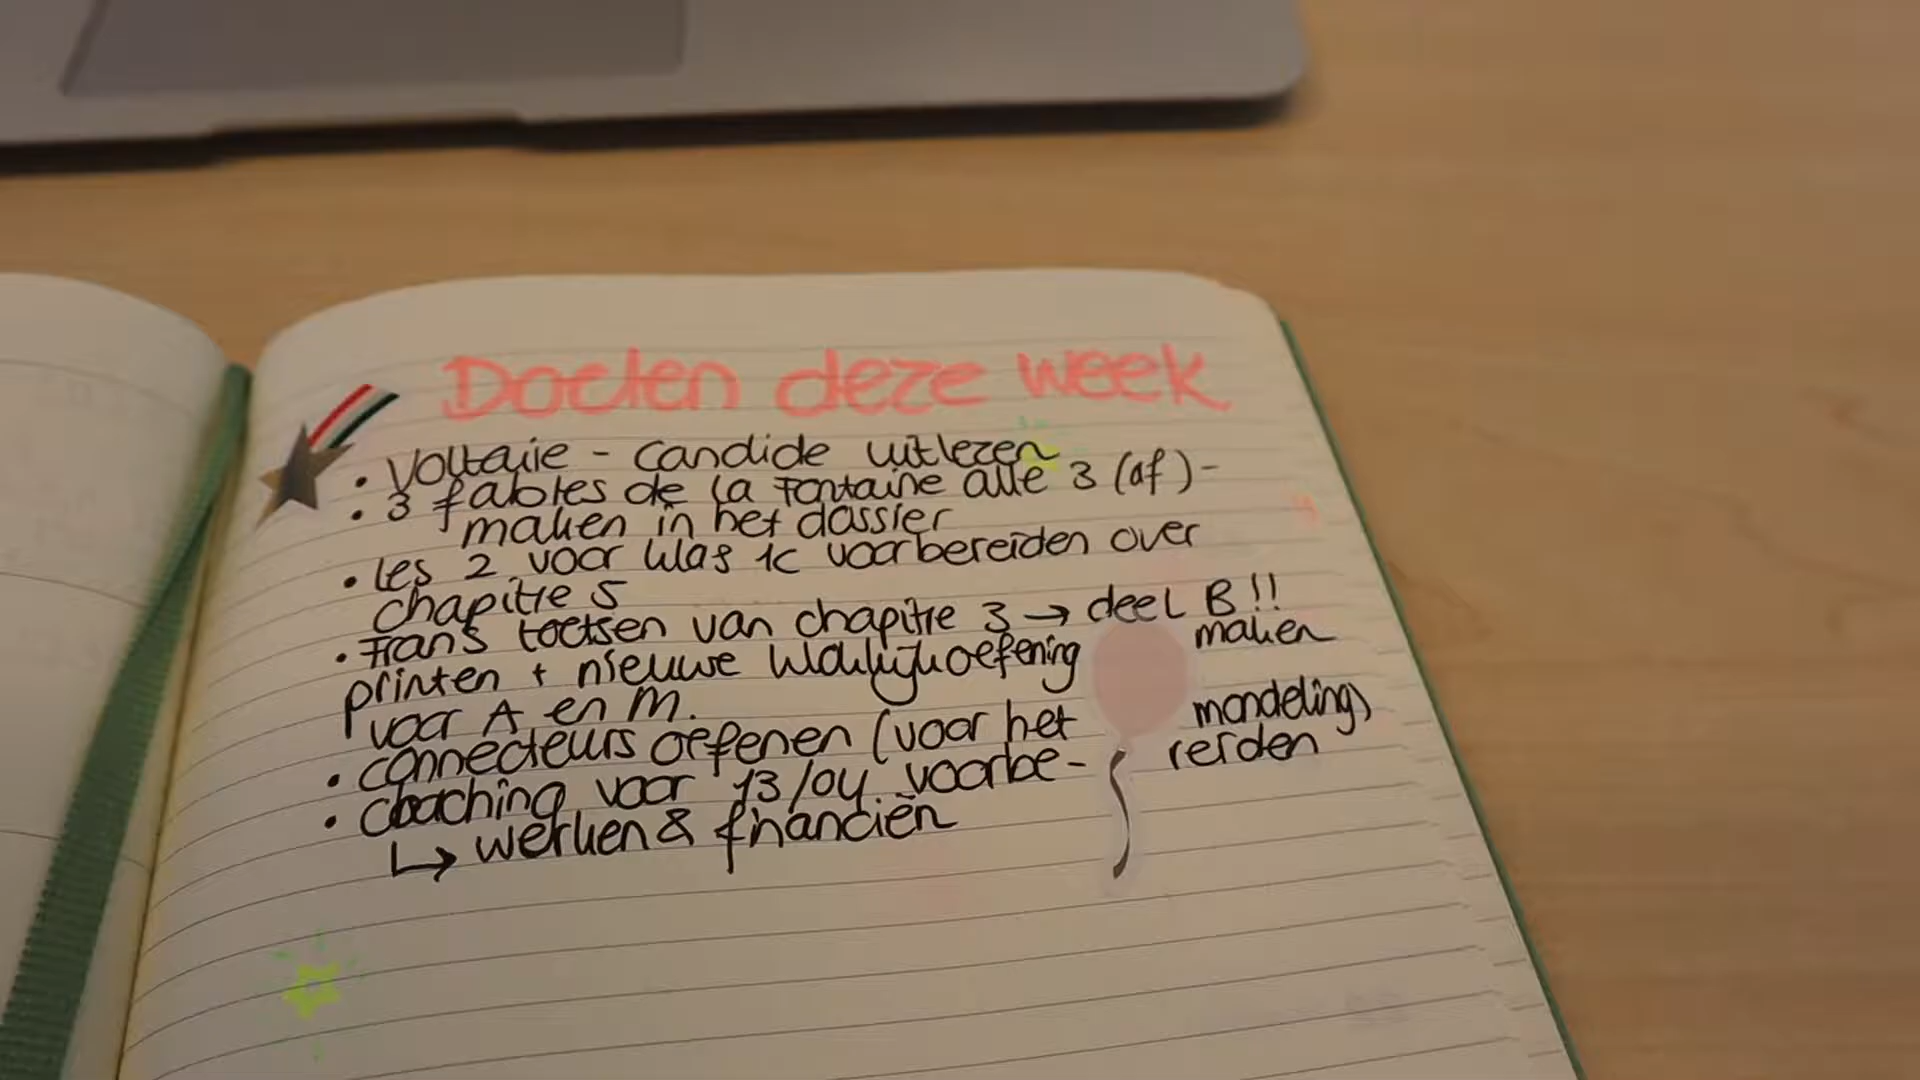 Doelen deze week
• Voltaire - Candide uitlezen
• 3 fables de la Fontaine alle 3 (af)-
maken in het dossier
• Les 2 voor klas 1c voorbereiden over
chapitre 5
• Frans toetsen van chapitre 3 → deel B!! maken
printen + nieuwe kijkoefening
voor A en M.
• connecteurs oefenen (voor het mondeling)
• coaching voor 13/04 voorbe-reiden
↳ werken & financiën